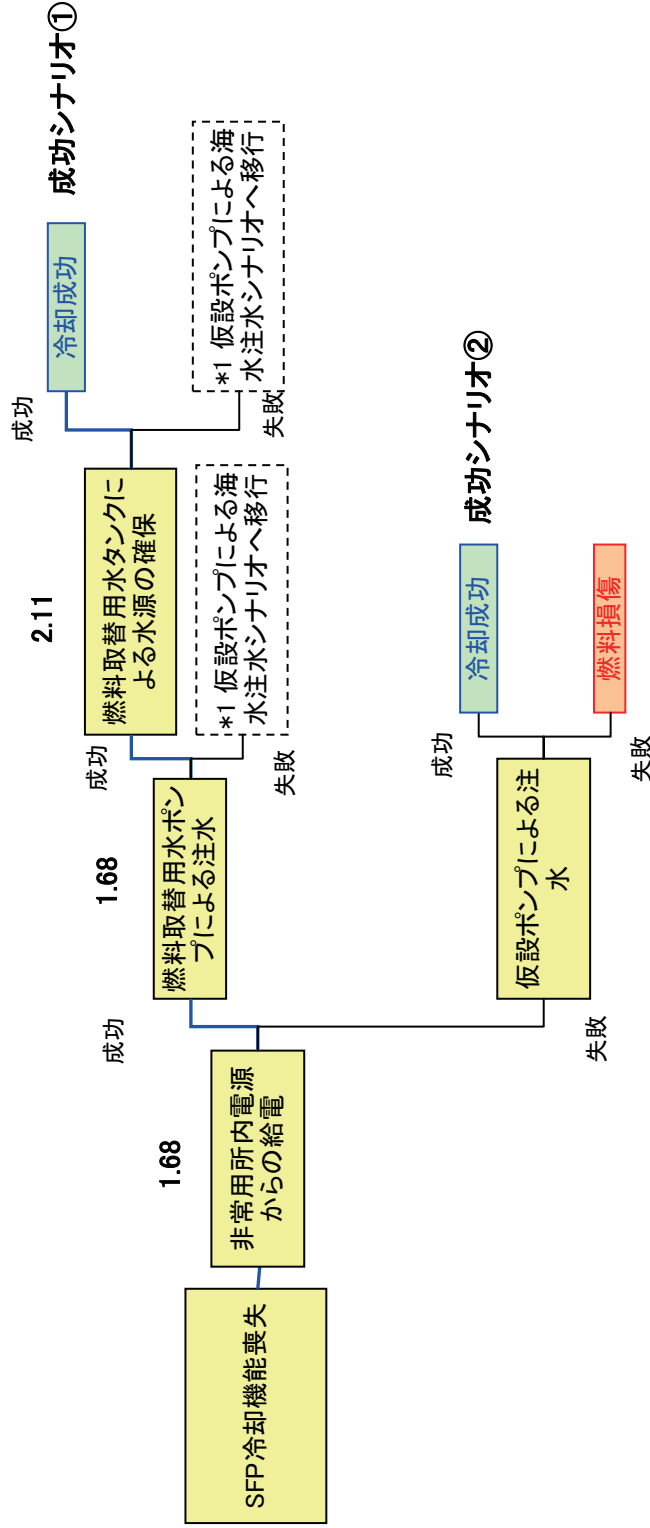 SFP冷却機能喪失
1.68
非常用所内電源
からの給電
成功
失敗
1.68
燃料取替用水ポン
プによる注水
成功
失敗
2.11
燃料取替用水タンクに
よる水源の確保
*1 仮設ポンプによる海
水注水シナリオへ移行
成功
失敗
冷却成功
成功シナリオ①
*1 仮設ポンプによる海
水注水シナリオへ移行
仮設ポンプによる注
水
成功
失敗
冷却成功
成功シナリオ②
燃料損傷